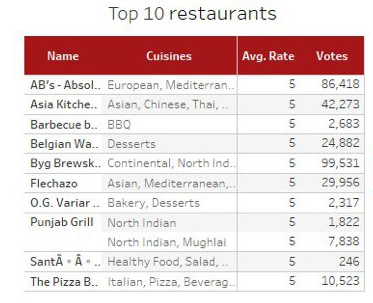 Top 10 restaurants
Name Cuisines Avg. Rate Votes
AB's - Absol.. European, Mediterran.. 5 86,418
Asia Kitche.. Asian, Chinese, Thai, .. 5 42,273
Barbecue b.. BBQ 5 2,683
Belgian Wa.. Desserts 5 24,882
Byg Brewsk.. Continental, North Ind.. 5 99,531
Flechazo Asian, Mediterranean,.. 5 29,956
O.G. Variar .. Bakery, Desserts 5 2,317
Punjab Grill North Indian 5 1,822
North Indian, Mughlai 5 7,838
SantÃ ° Â ° .. Healthy Food, Salad, .. 5 246
The Pizza B.. Italian, Pizza, Beverag.. 5 10,523